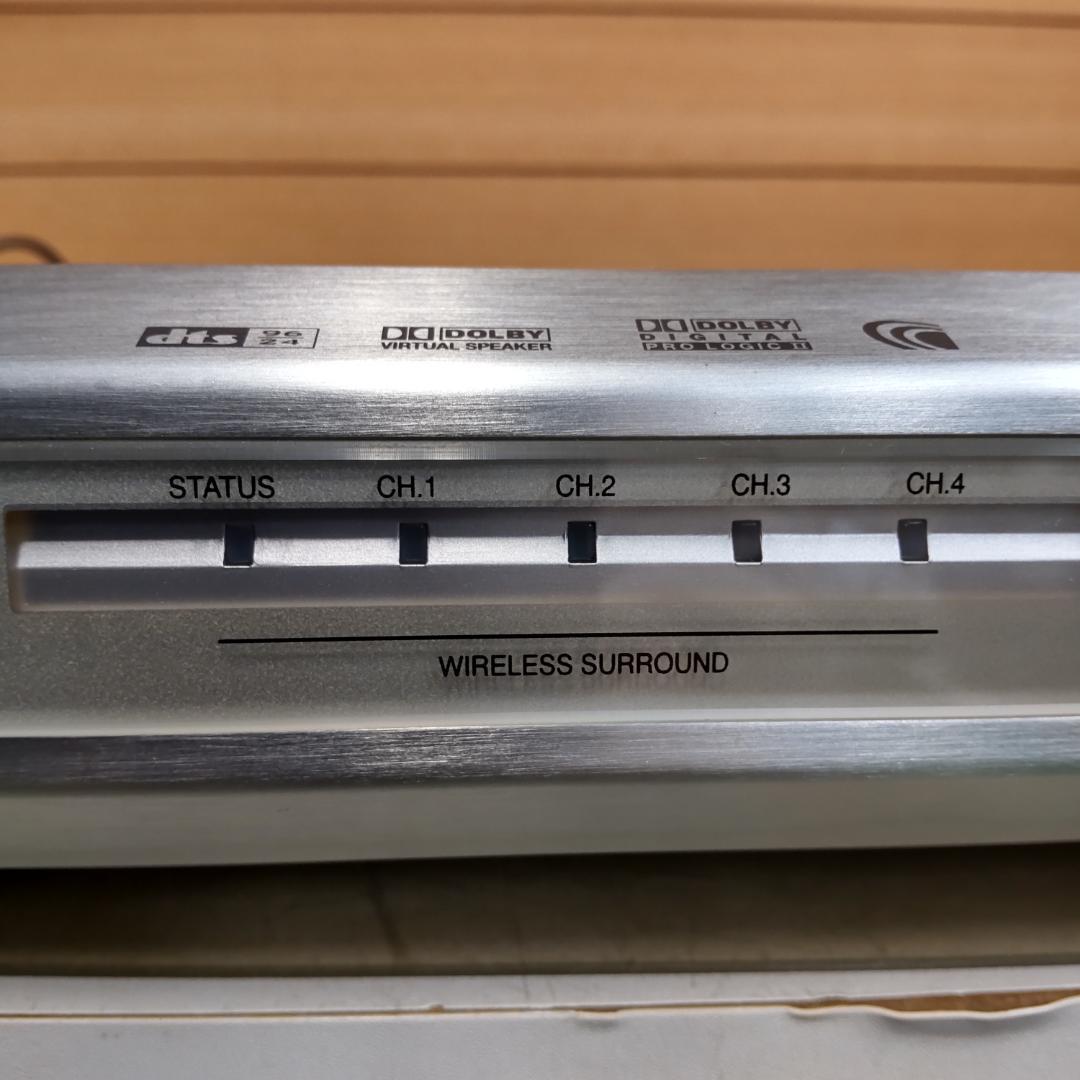 dts 96/24
DOLBY
VIRTUAL SPEAKER
DOLBY
DIGITAL
PRO LOGIC II
STATUS CH.1 CH.2 CH.3 CH.4
WIRELESS SURROUND